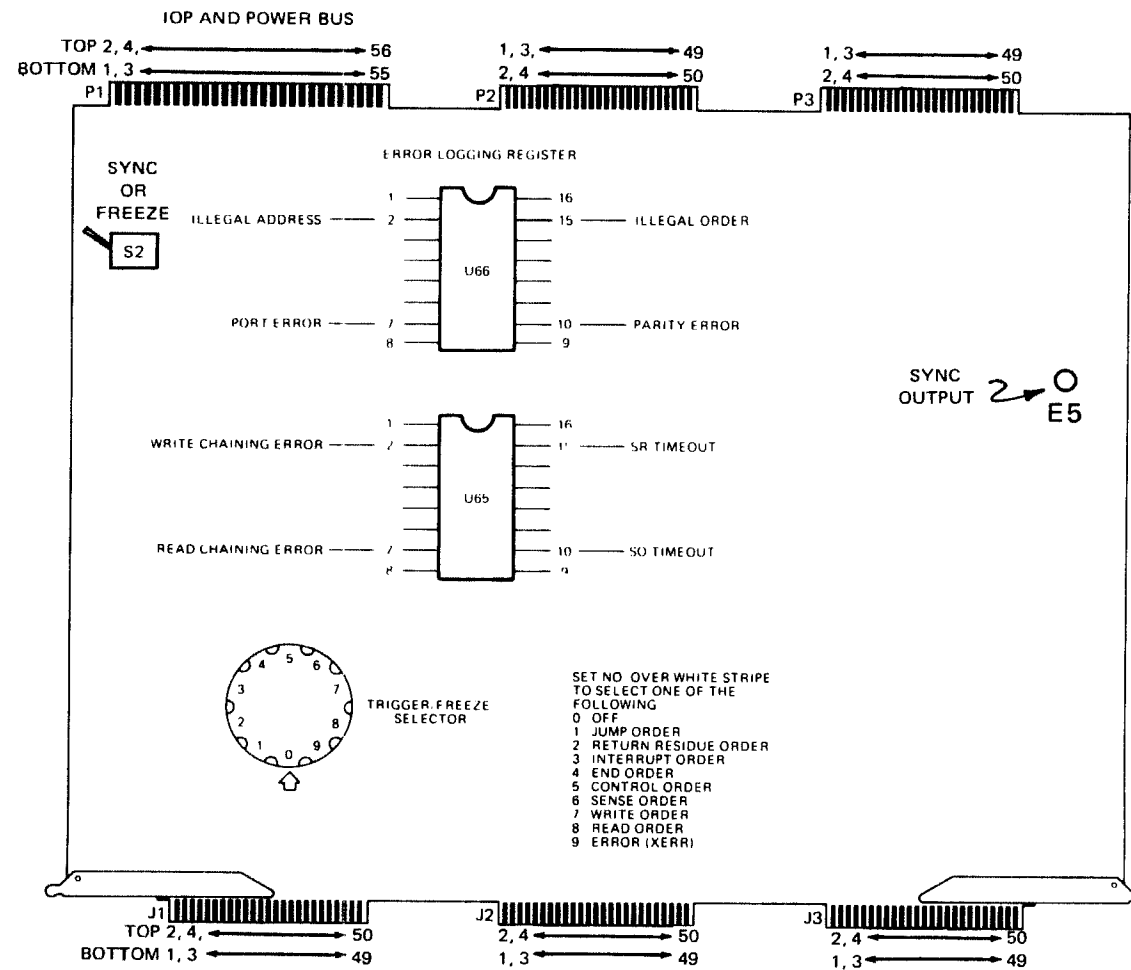 IOP AND POWER BUS
TOP 2, 4, 56
BOTTOM 1, 3 55
1, 3, 49
2, 4 50
1, 3 49
2, 4 50
P1
P2
P3
ERROR LOGGING REGISTER
SYNC
OR
FREEZE
S2
1 16
ILLEGAL ADDRESS 2 15 ILLEGAL ORDER
U66
PORT ERROR 7 10 PARITY ERROR
8 9
SYNC
OUTPUT
E5
1 16
WRITE CHAINING ERROR 2 SR TIMEOUT
U65
READ CHAINING ERROR 7 10 SO TIMEOUT
8 9
0 1 2 3 4 5 6 7 8 9
TRIGGER/FREEZE
SELECTOR
SET NO. OVER WHITE STRIPE
TO SELECT ONE OF THE
FOLLOWING
0 OFF
1 JUMP ORDER
2 RETURN RESIDUE ORDER
3 INTERRUPT ORDER
4 END ORDER
5 CONTROL ORDER
6 SENSE ORDER
7 WRITE ORDER
8 READ ORDER
9 ERROR (XERR)
J1
J2
J3
TOP 2, 4, 50
BOTTOM 1, 3 49
2, 4 50
1, 3 49
2, 4 50
1, 3 49